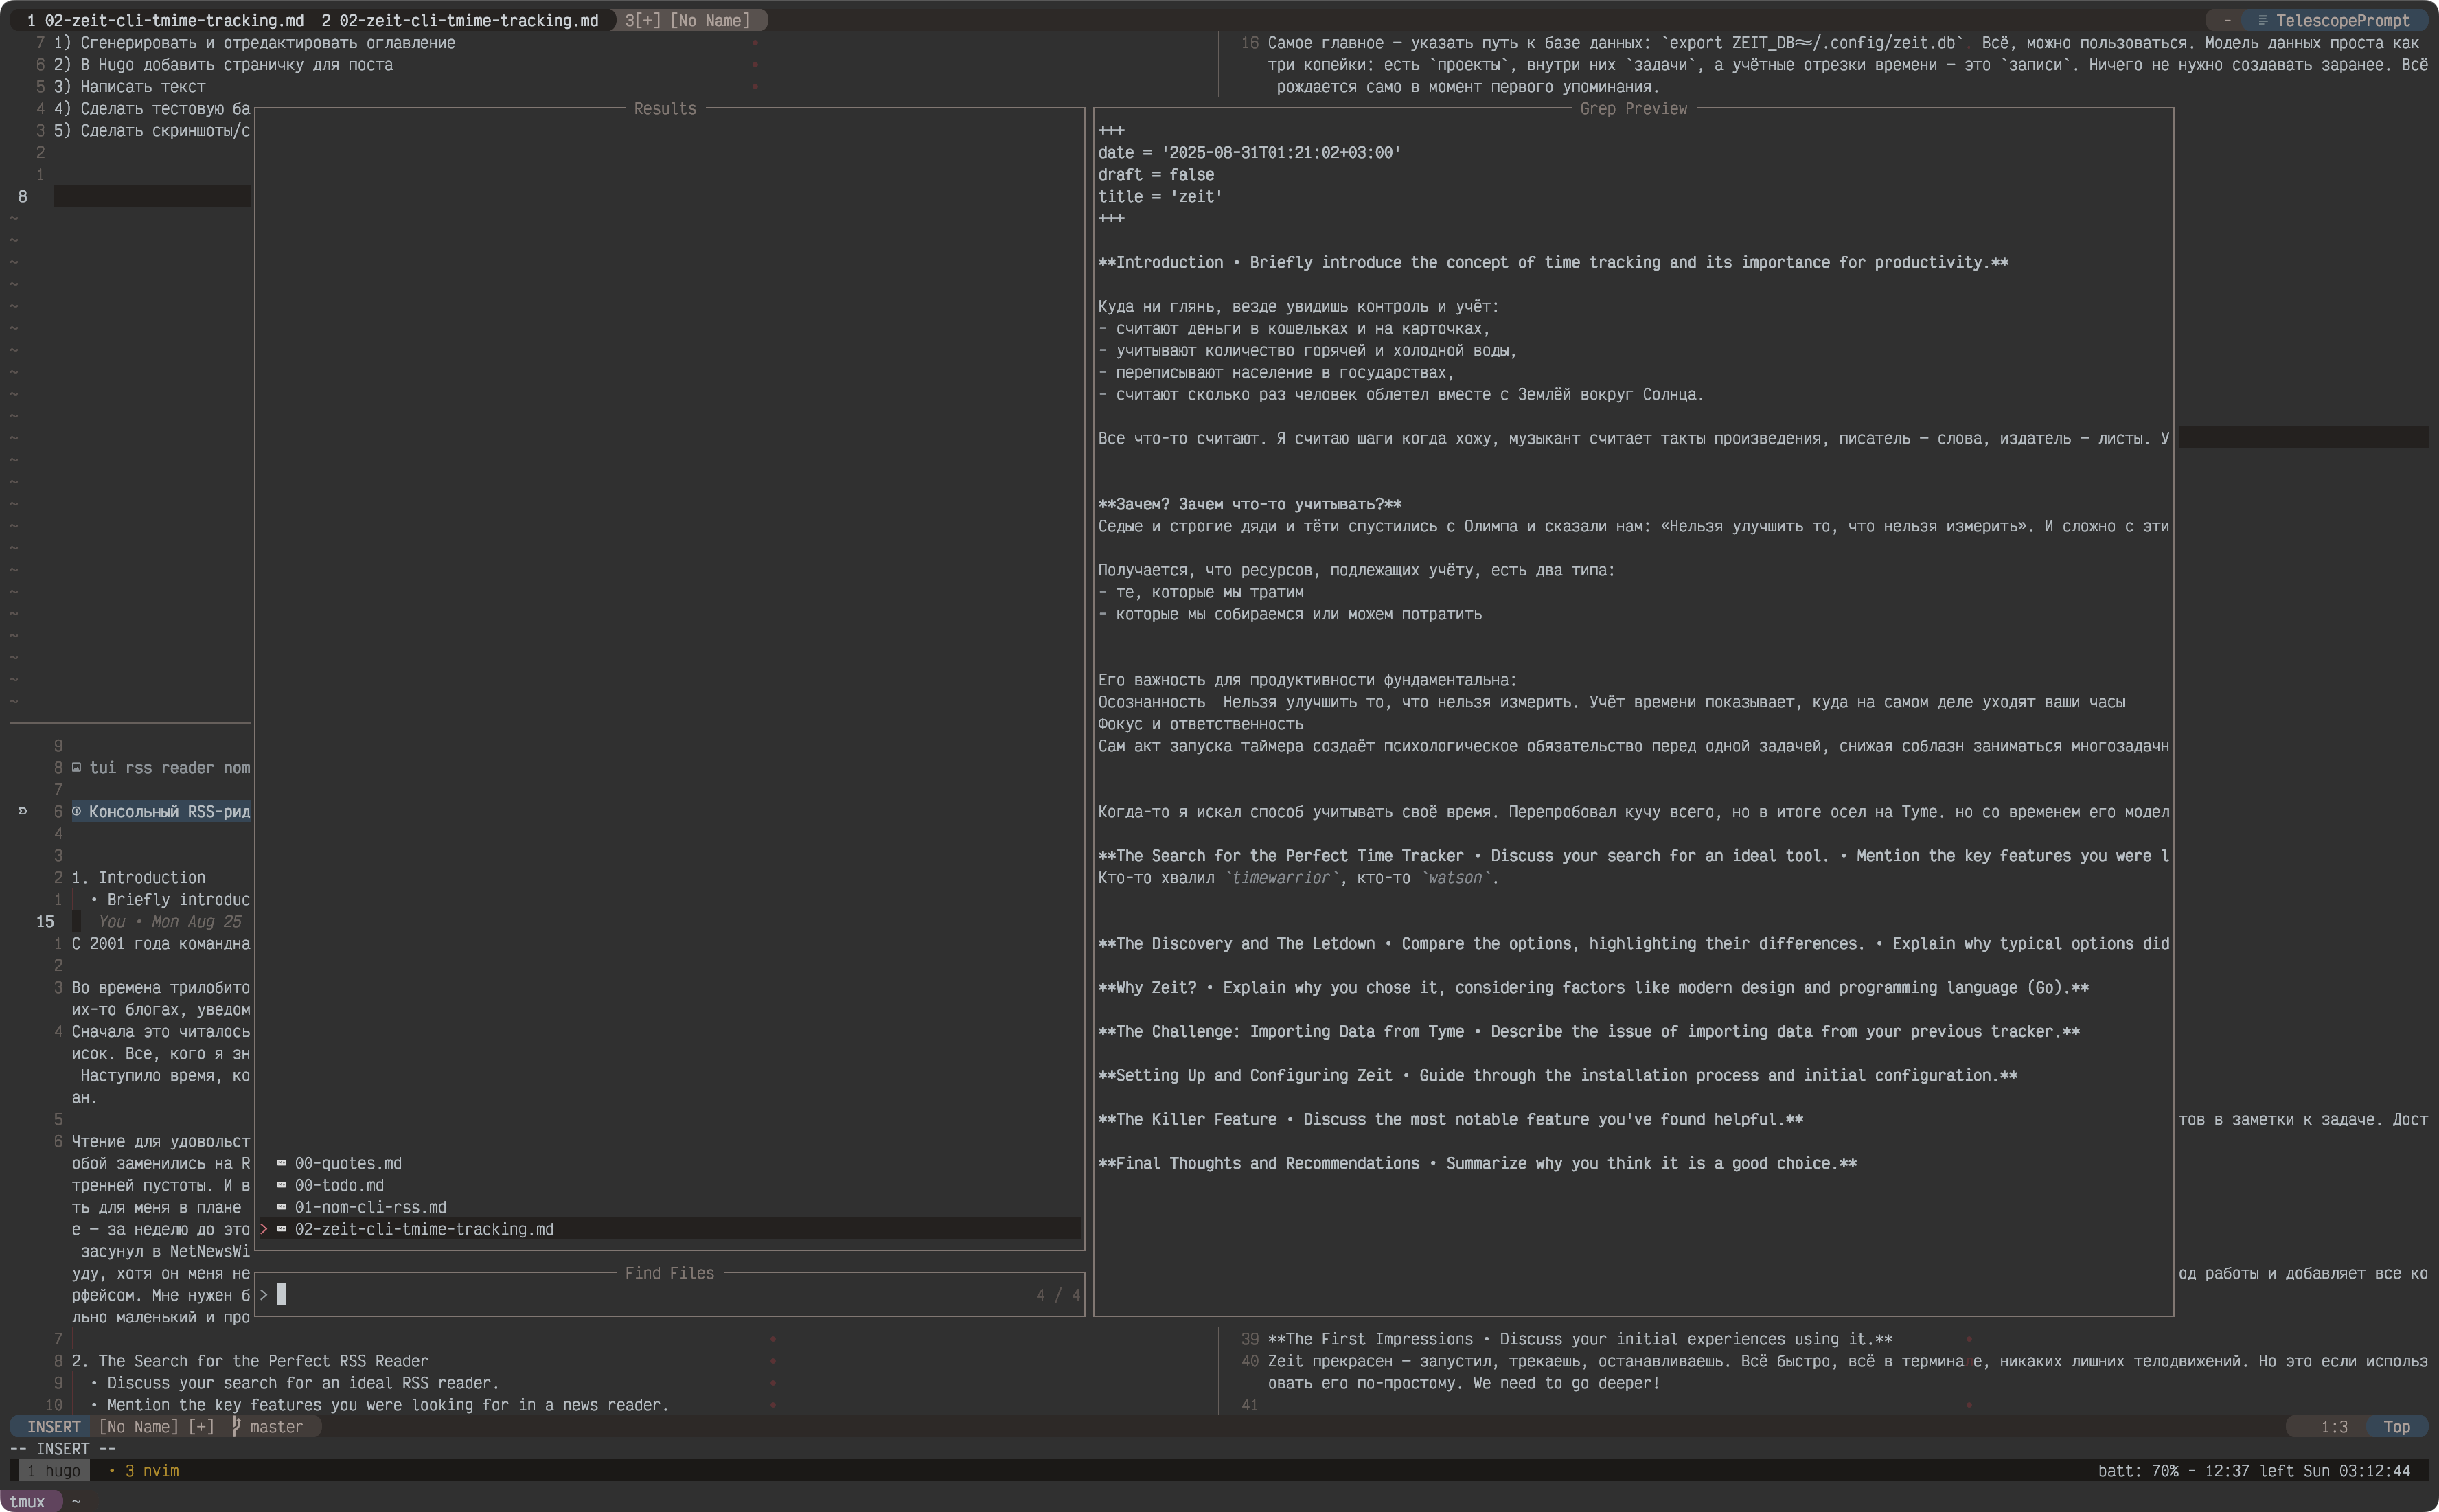 1 02-zeit-cli-tmime-tracking.md  2 02-zeit-cli-tmime-tracking.md  3[+] [No Name]
- TelescopePrompt
7 1) Сгенерировать и отредактировать оглавление
6 2) В Hugo добавить страничку для поста
5 3) Написать текст
4 4) Сделать тестовую ба
3 5) Сделать скриншоты/с
2
1
8
16 Самое главное — указать путь к базе данных: `export ZEIT_DB=~/.config/zeit.db`  Всё, можно пользоваться. Модель данных проста как
три копейки: есть `проекты`, внутри них `задачи`, а учётные отрезки времени — это `записи`. Ничего не нужно создавать заранее. Всё
рождается само в момент первого упоминания.
9
8 tui rss reader nom
7
6 Консольный RSS-рид
4
3
2 1. Introduction
1 • Briefly introduc
15 You • Mon Aug 25
1 С 2001 года командна
2
3 Во времена трилобито
их-то блогах, уведом
4 Сначала это читалось
исок. Все, кого я зн
Наступило время, ко
ан.
5
6 Чтение для удовольст
обой заменились на R
тренней пустоты. И в
ть для меня в плане
е — за неделю до это
засунул в NetNewsWi
уду, хотя он меня не
рфейсом. Мне нужен б
льно маленький и про
7
8 2. The Search for the Perfect RSS Reader
9 • Discuss your search for an ideal RSS reader.
10 • Mention the key features you were looking for in a news reader.
Results
00-quotes.md
00-todo.md
01-nom-cli-rss.md
> 02-zeit-cli-tmime-tracking.md
Find Files
> 4 / 4
Grep Preview
+++
date = '2025-08-31T01:21:02+03:00'
draft = false
title = 'zeit'
+++
**Introduction • Briefly introduce the concept of time tracking and its importance for productivity.**
Куда ни глянь, везде увидишь контроль и учёт:
- считают деньги в кошельках и на карточках,
- учитывают количество горячей и холодной воды,
- переписывают население в государствах,
- считают сколько раз человек облетел вместе с Землёй вокруг Солнца.
Все что-то считают. Я считаю шаги когда хожу, музыкант считает такты произведения, писатель — слова, издатель — листы. У
**Зачем? Зачем что-то учитывать?**
Седые и строгие дяди и тёти спустились с Олимпа и сказали нам: «Нельзя улучшить то, что нельзя измерить». И сложно с эти
Получается, что ресурсов, подлежащих учёту, есть два типа:
- те, которые мы тратим
- которые мы собираемся или можем потратить
Его важность для продуктивности фундаментальна:
Осознанность  Нельзя улучшить то, что нельзя измерить. Учёт времени показывает, куда на самом деле уходят ваши часы
Фокус и ответственность
Сам акт запуска таймера создаёт психологическое обязательство перед одной задачей, снижая соблазн заниматься многозадачн
Когда-то я искал способ учитывать своё время. Перепробовал кучу всего, но в итоге осел на Tyme. но со временем его модел
**The Search for the Perfect Time Tracker • Discuss your search for an ideal tool. • Mention the key features you were l
Кто-то хвалил `timewarrior`, кто-то `watson`.
**The Discovery and The Letdown • Compare the options, highlighting their differences. • Explain why typical options did
**Why Zeit? • Explain why you chose it, considering factors like modern design and programming language (Go).**
**The Challenge: Importing Data from Tyme • Describe the issue of importing data from your previous tracker.**
**Setting Up and Configuring Zeit • Guide through the installation process and initial configuration.**
**The Killer Feature • Discuss the most notable feature you've found helpful.**
**Final Thoughts and Recommendations • Summarize why you think it is a good choice.**
тов в заметки к задаче. Дост
од работы и добавляет все ко
39 **The First Impressions • Discuss your initial experiences using it.**
40 Zeit прекрасен — запустил, трекаешь, останавливаешь. Всё быстро, всё в терминале, никаких лишних телодвижений. Но это если использ
овать его по-простому. We need to go deeper!
41
INSERT [No Name] [+] master
1:3 Top
-- INSERT --
1 hugo • 3 nvim
batt: 70% - 12:37 left Sun 03:12:44
tmux ~